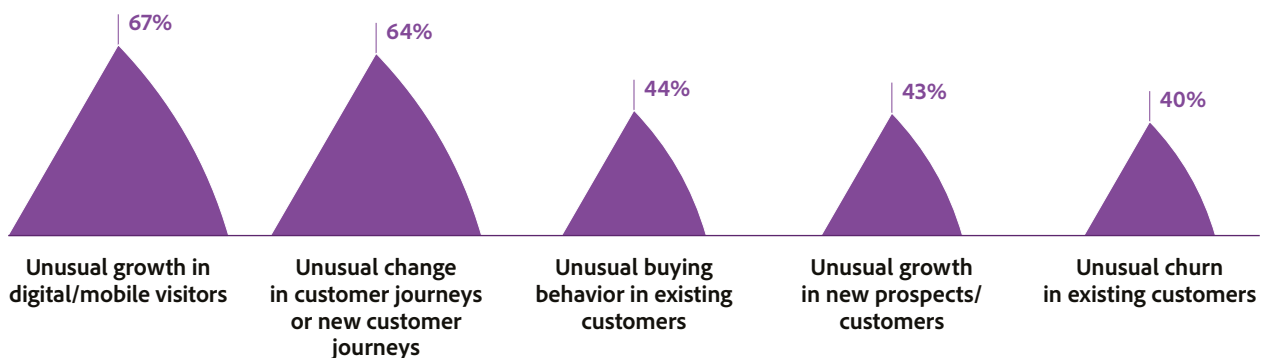 67%
64%
44%
43%
40%
Unusual growth in
digital/mobile visitors
Unusual change
in customer journeys
or new customer
journeys
Unusual buying
behavior in existing
customers
Unusual growth
in new prospects/
customers
Unusual churn
in existing customers